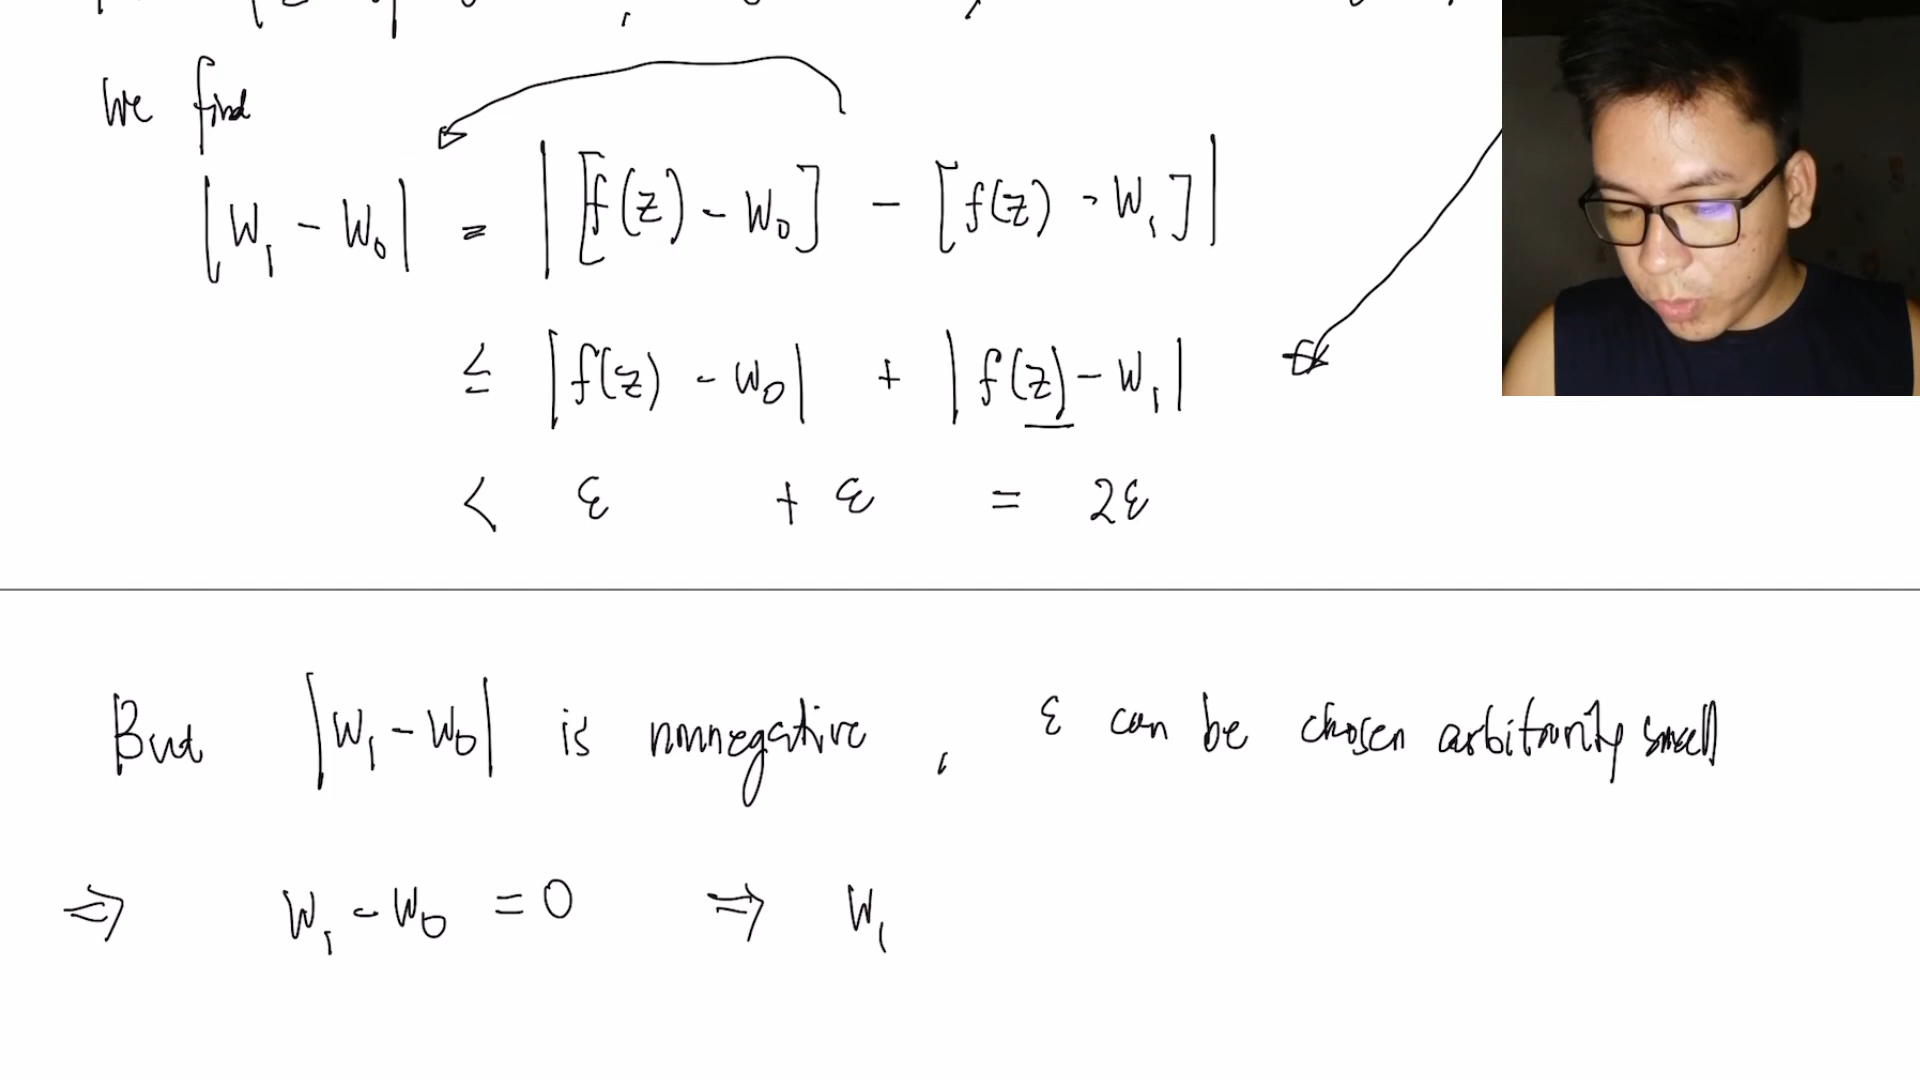 We find
|W₁ - W₀| = |[f(z) - W₀] - [f(z) - W₁]|
≤ |f(z) - W₀| + |f(z) - W₁|
< ε + ε = 2ε
But |W₁ - W₀| is nonnegative, ε can be chosen arbitrarily small
⇒ W₁ - W₀ = 0 ⇒ W₁